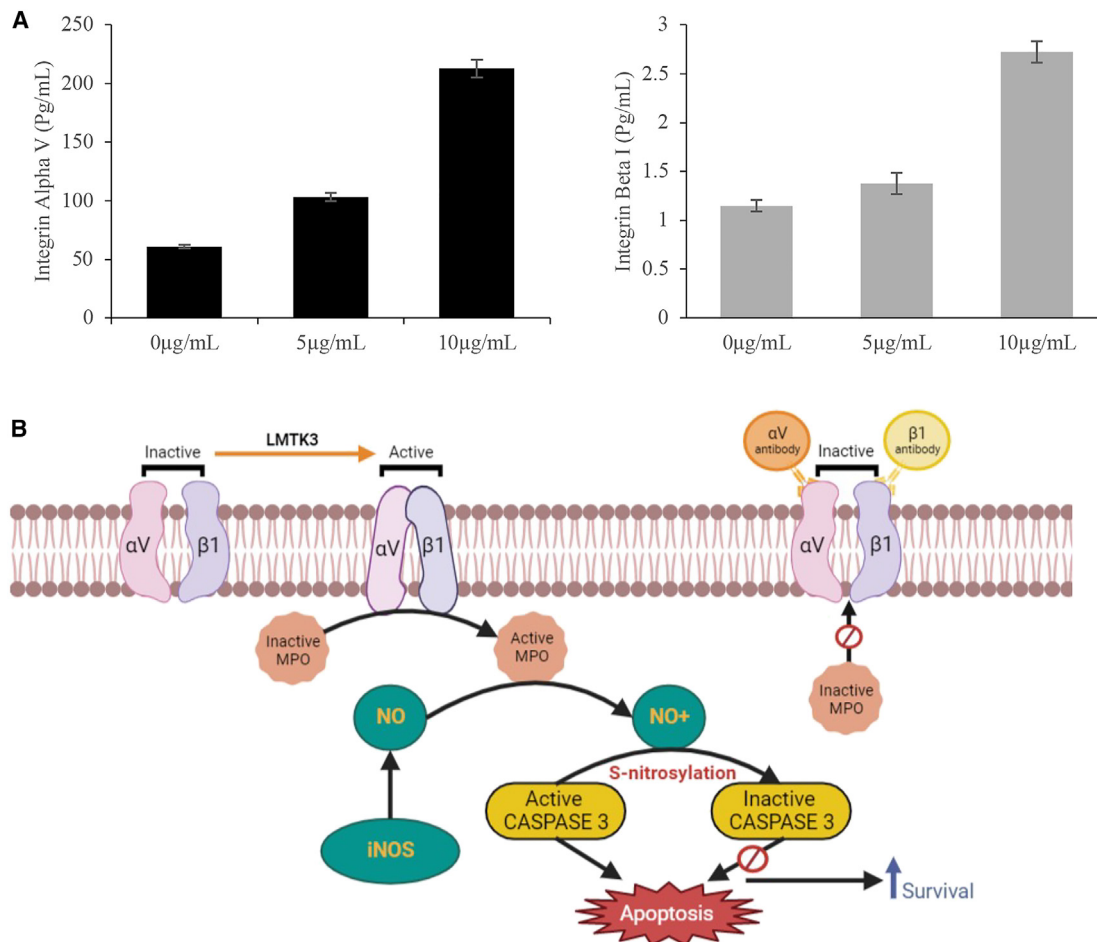 A
Integrin Alpha V (Pg/mL)
250
200
150
100
50
0
0µg/mL
5µg/mL
10µg/mL
Integrin Beta I (Pg/mL)
3
2.5
2
1.5
1
0.5
0
0µg/mL
5µg/mL
10µg/mL
B
Inactive
LMTK3
Active
αV
β1
αV
β1
αV
antibody
Inactive
β1
antibody
αV
β1
Inactive
MPO
Active
MPO
Inactive
MPO
NO
NO+
S-nitrosylation
Active
CASPASE 3
Inactive
CASPASE 3
iNOS
Apoptosis
Survival